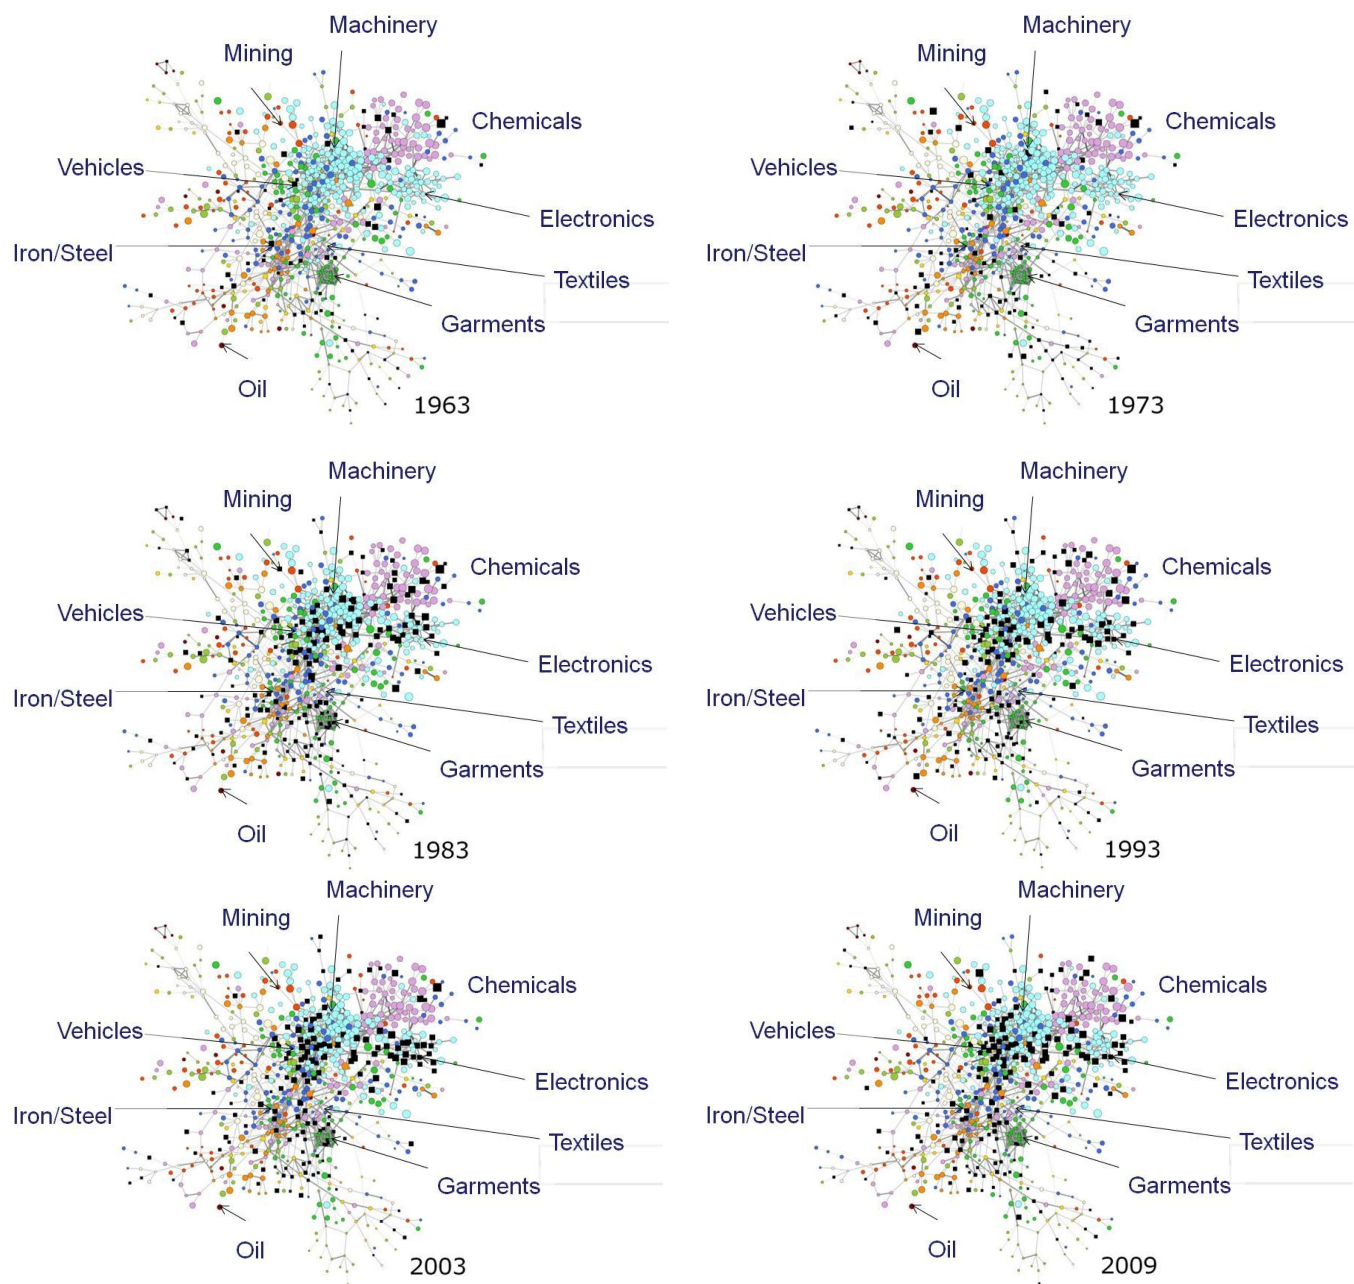 Machinery
Mining
Chemicals
Vehicles
Electronics
Iron/Steel
Textiles
Garments
Oil
1963
Machinery
Mining
Chemicals
Vehicles
Electronics
Iron/Steel
Textiles
Garments
Oil
1973
Machinery
Mining
Chemicals
Vehicles
Electronics
Iron/Steel
Textiles
Garments
Oil
1983
Machinery
Mining
Chemicals
Vehicles
Electronics
Iron/Steel
Textiles
Garments
Oil
1993
Machinery
Mining
Chemicals
Vehicles
Electronics
Iron/Steel
Textiles
Garments
Oil
2003
Machinery
Mining
Chemicals
Vehicles
Electronics
Iron/Steel
Textiles
Garments
Oil
2009